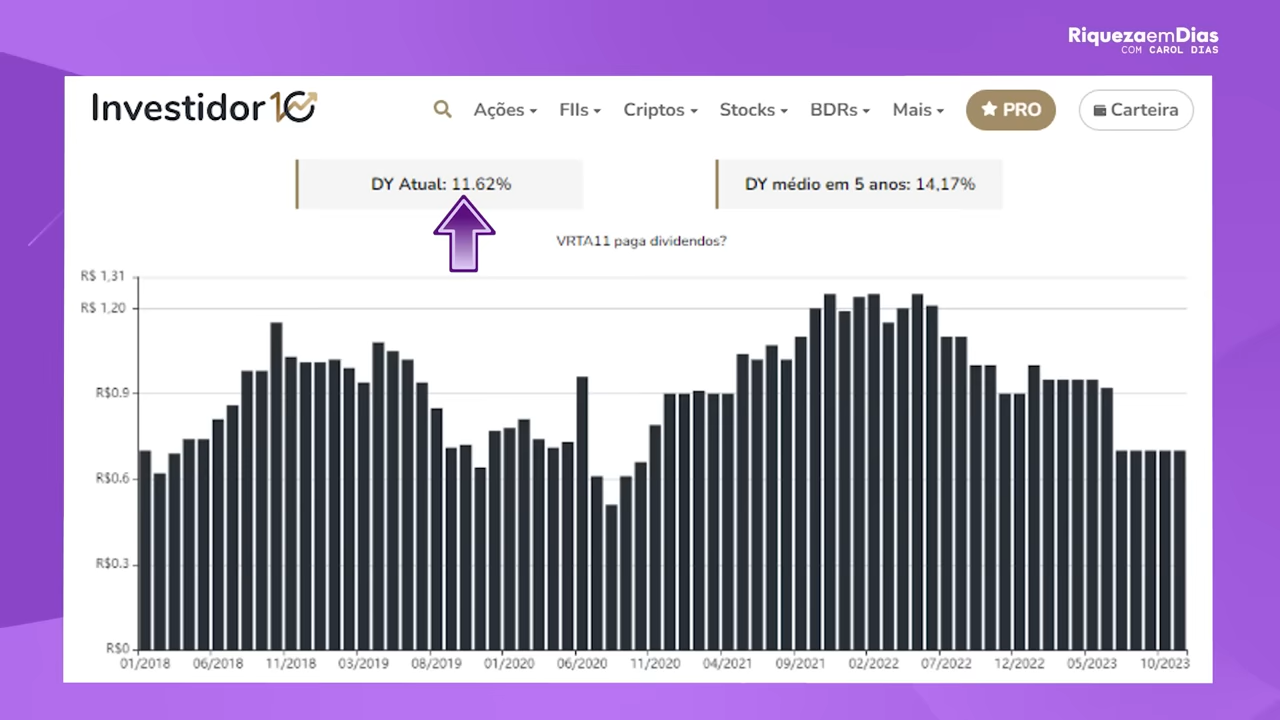 RiquezaemDias
COM CAROL DIAS
Investidor 10
Ações
FIIs
Criptos
Stocks
BDRs
Mais
PRO
Carteira
DY Atual: 11.62%
DY médio em 5 anos: 14,17%
VRTA11 paga dividendos?
R$ 1,31
R$ 1,20
R$0.9
R$0.6
R$0.3
R$0
01/2018 06/2018 11/2018 03/2019 08/2019 01/2020 06/2020 11/2020 04/2021 09/2021 02/2022 07/2022 12/2022 05/2023 10/2023